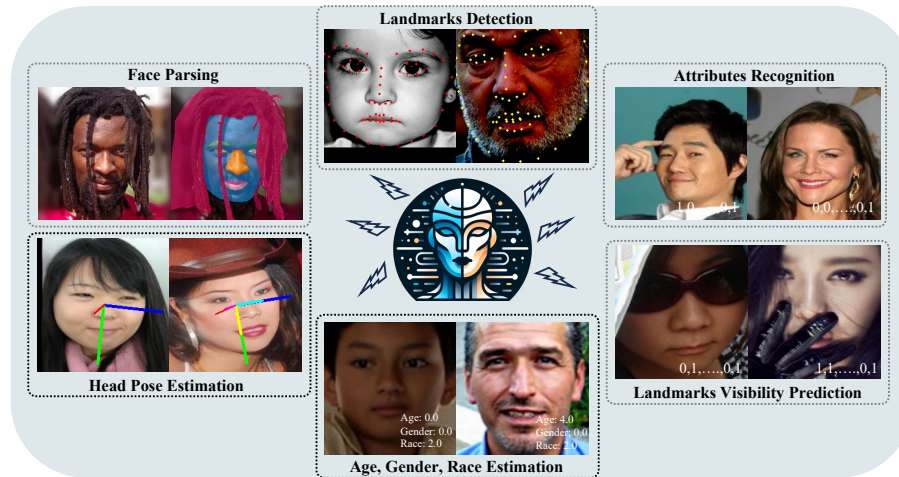 Landmarks Detection
Face Parsing
Attributes Recognition
1,0,....,0,1
0,0,....,0,1
Head Pose Estimation
Age: 0.0
Gender: 0.0
Race: 2.0
Age: 4.0
Gender: 0.0
Race: 2.0
Age, Gender, Race Estimation
0,1,....,0,1
1,1,....,0,1
Landmarks Visibility Prediction